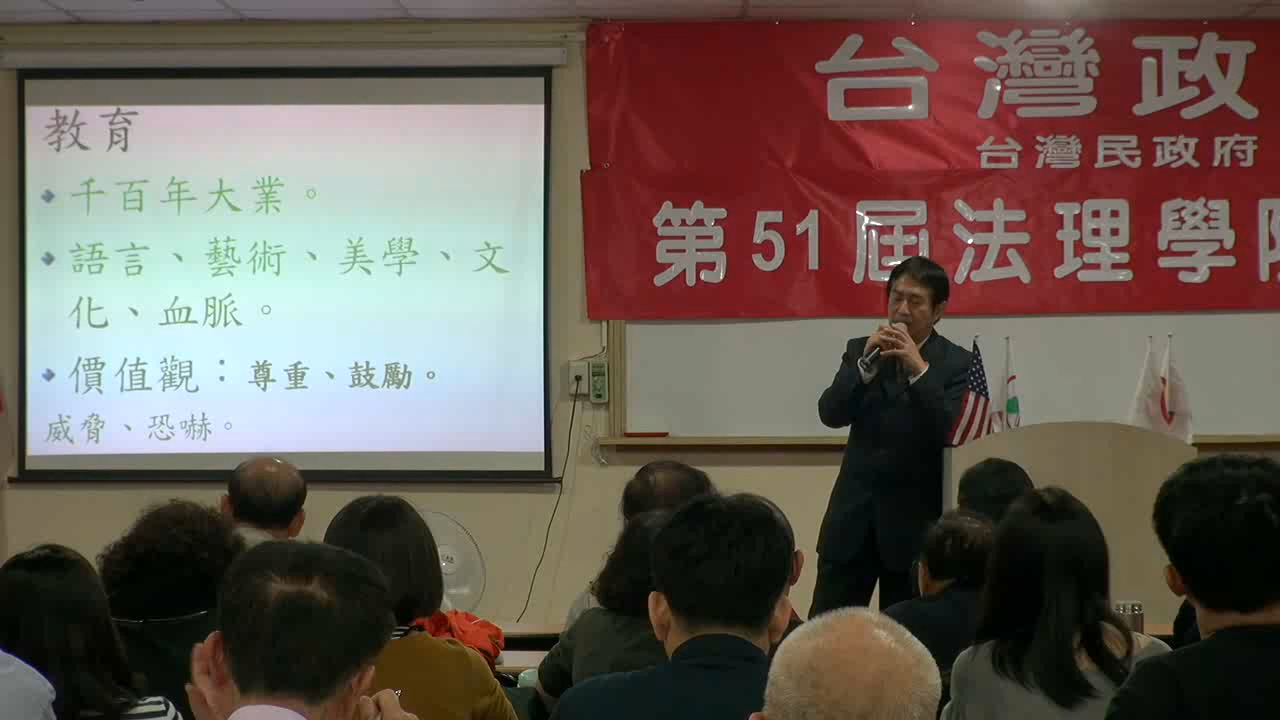 教育
千百年大業。
語言、藝術、美學、文
化、血脈。
價值觀：尊重、鼓勵。
威脅、恐嚇。
台灣政
台灣民政府
第51屆法理學院